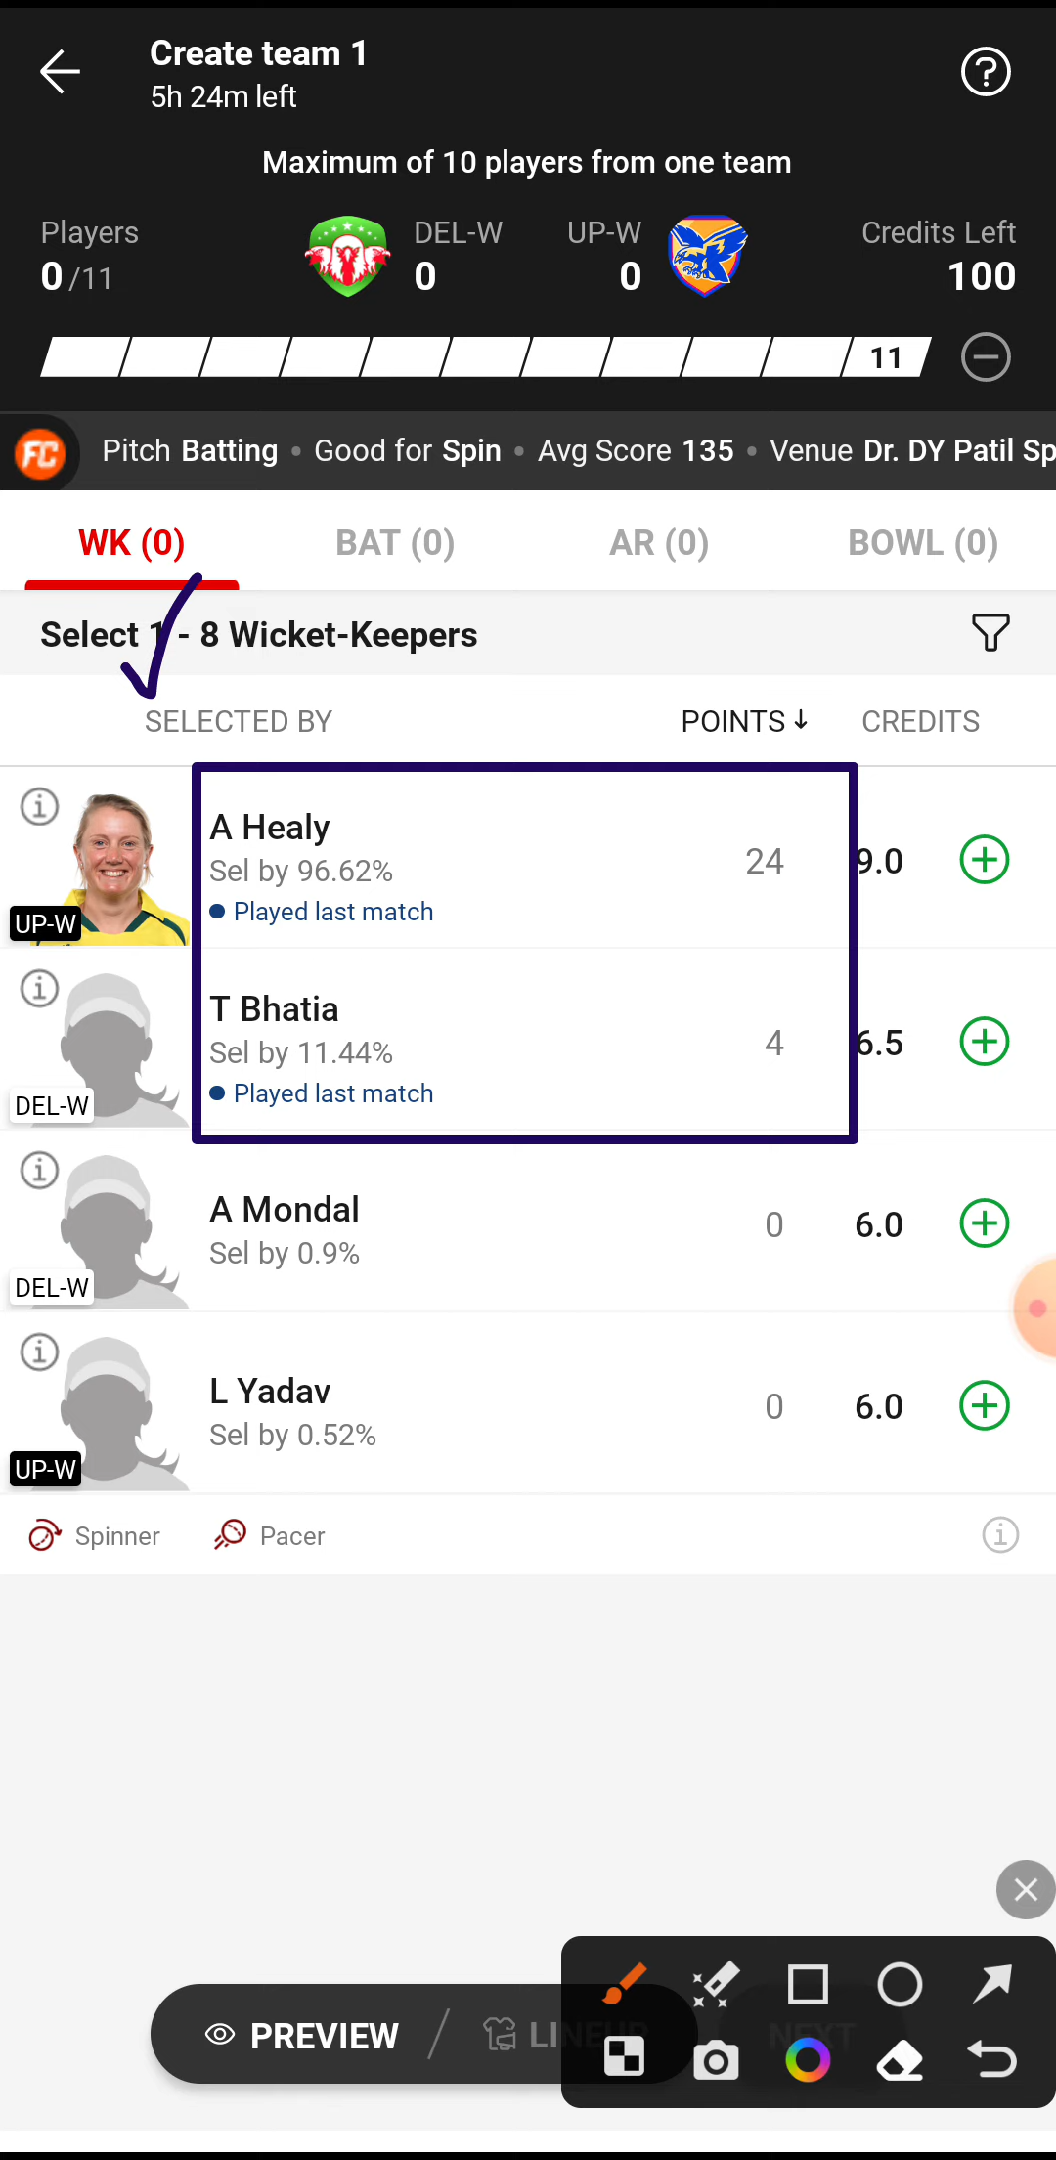 Create team 1
5h 24m left
Maximum of 10 players from one team
Players DEL-W UP-W Credits Left
0/11 0 0 100
11
FC Pitch Batting • Good for Spin • Avg Score 135 • Venue Dr. DY Patil Sp
WK (0) BAT (0) AR (0) BOWL (0)
Select 1 - 8 Wicket-Keepers
SELECTED BY POINTS ↓ CREDITS
A Healy
Sel by 96.62% 24 9.0
Played last match
UP-W
T Bhatia
Sel by 11.44% 4 6.5
Played last match
DEL-W
A Mondal 0 6.0
Sel by 0.9%
DEL-W
L Yadav 0 6.0
Sel by 0.52%
UP-W
Spinner Pacer
PREVIEW / LINEUP NEXT